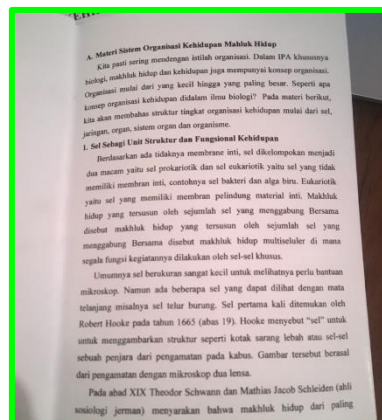 A. Materi Sistem Organisasi Kehidupan Mahluk Hidup
Kita pasti sering mendengan istilah organisasi. Dalam IPA khususnya
biologi, makhluk hidup dan kehidupan juga mempunyai konsep organisasi.
Organisasi mulai dari yang kecil hingga yang paling besar. Seperti apa
konsep organisasi kehidupan didalam ilmu biologi? Pada materi berikut,
kita akan membahas struktur tingkat organisasi kehidupan mulai dari sel,
jaringan, organ, sistem organ dan organisme.
1. Sel Sebagi Unit Struktur dan Fungsional Kehidupan
Berdasarkan ada tidaknya membrane inti, sel dikelompokan menjadi
dua macam yaitu sel prokariotik dan sel eukariotik yaitu sel yang tidak
memiliki membran inti, contohnya sel bakteri dan alga biru. Eukariotik
yaitu sel yang memiliki membran pelindung material inti. Makhluk
hidup yang tersusun oleh sejumlah sel yang menggabung Bersama
disebut makhluk hidup yang tersusun oleh sejumlah sel yang
menggabung Bersama disebut makhluk hidup multiseluler di mana
segala fungsi kegiatannya dilakukan oleh sel-sel khusus.
Umumnya sel berukuran sangat kecil untuk melihatnya perlu bantuan
mikroskop. Namun ada beberapa sel yang dapat dilihat dengan mata
telanjang misalnya sel telur burung. Sel pertama kali ditemukan oleh
Robert Hooke pada tahun 1665 (abas 19). Hooke menyebut "sel" untuk
untuk menggambarkan struktur seperti kotak sarang lebah atau sel-sel
sebuah penjara dari pengamatan pada kabus. Gambar tersebut berasal
dari pengamatan dengan mikroskop dua lensa.
Pada abad XIX Theodor Schwann dan Mathias Jacob Schleiden (ahli
sosiologi jerman) menyarakan bahwa makhluk hidup dari paling